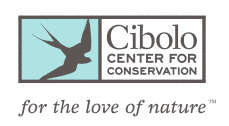 Cibolo
CENTER FOR
CONSERVATION
for the love of nature™